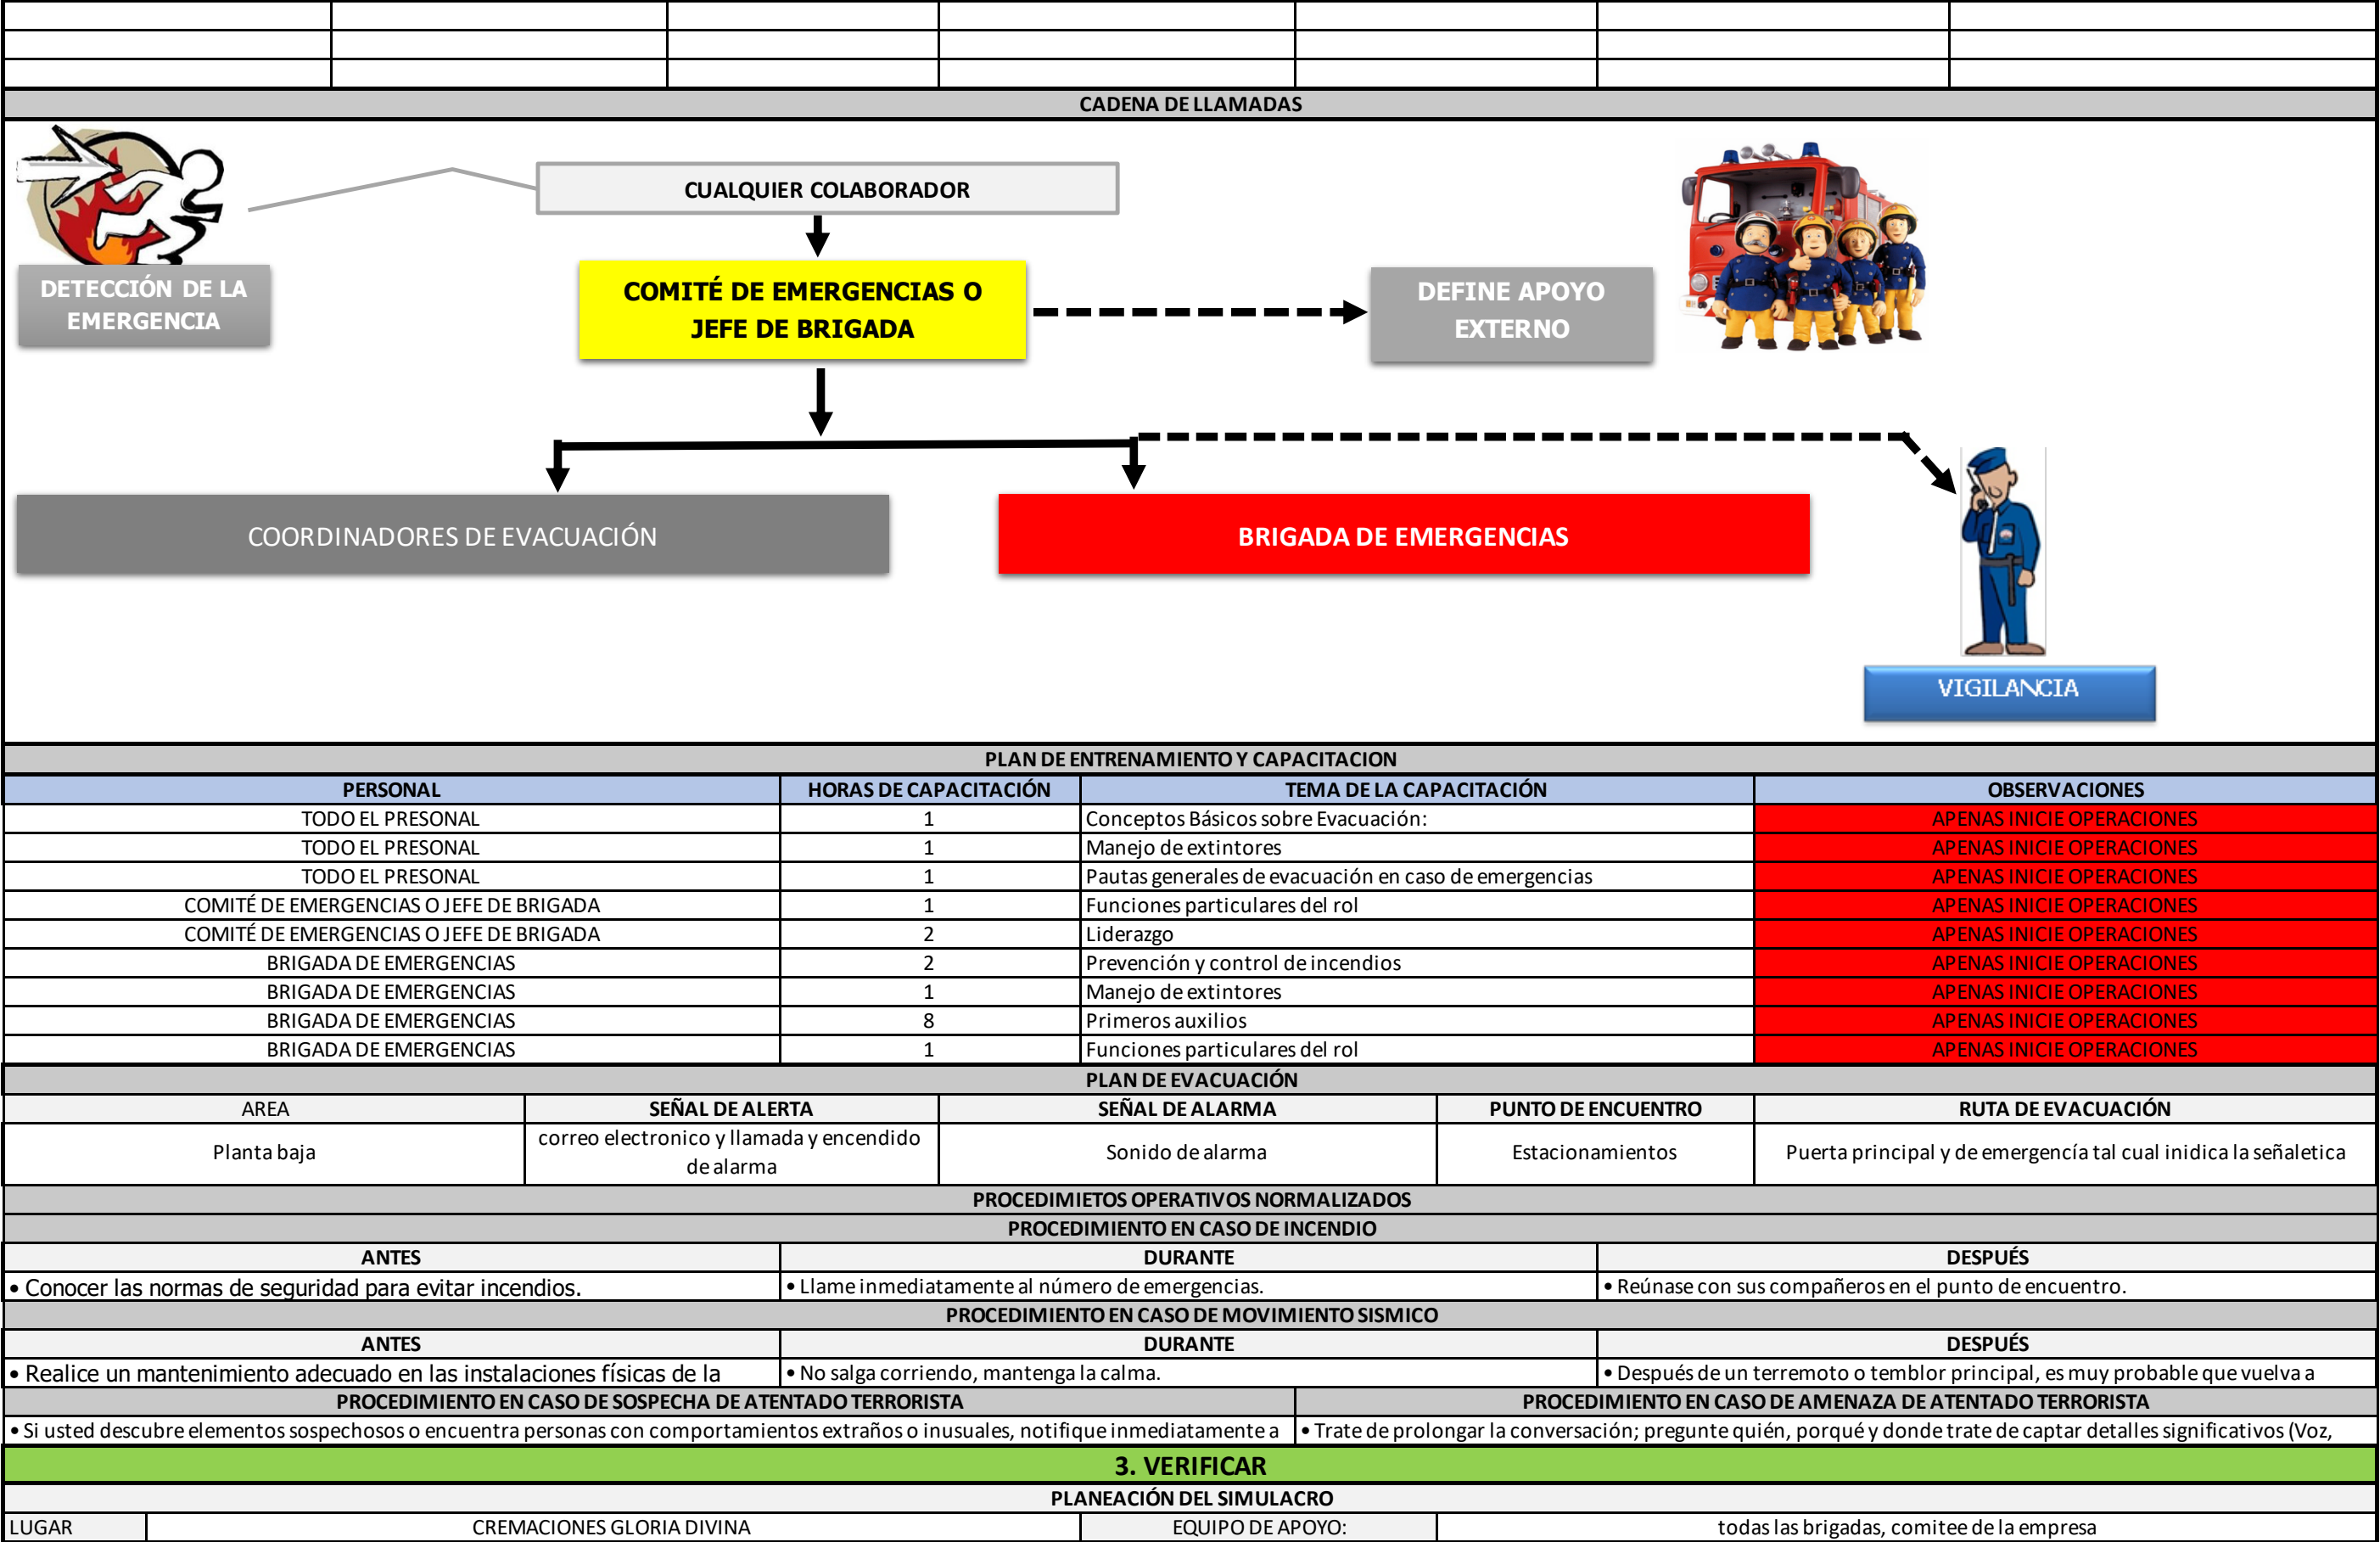 CADENA DE LLAMADAS
CUALQUIER COLABORADOR
DETECCIÓN DE LA
EMERGENCIA
COMITÉ DE EMERGENCIAS O
JEFE DE BRIGADA
DEFINE APOYO
EXTERNO
COORDINADORES DE EVACUACIÓN
BRIGADA DE EMERGENCIAS
VIGILANCIA
PLAN DE ENTRENAMIENTO Y CAPACITACION
PERSONAL HORAS DE CAPACITACIÓN TEMA DE LA CAPACITACIÓN OBSERVACIONES
TODO EL PRESONAL 1 Conceptos Básicos sobre Evacuación: APENAS INICIE OPERACIONES
TODO EL PRESONAL 1 Manejo de extintores APENAS INICIE OPERACIONES
TODO EL PRESONAL 1 Pautas generales de evacuación en caso de emergencias APENAS INICIE OPERACIONES
COMITÉ DE EMERGENCIAS O JEFE DE BRIGADA 1 Funciones particulares del rol APENAS INICIE OPERACIONES
COMITÉ DE EMERGENCIAS O JEFE DE BRIGADA 2 Liderazgo APENAS INICIE OPERACIONES
BRIGADA DE EMERGENCIAS 2 Prevención y control de incendios APENAS INICIE OPERACIONES
BRIGADA DE EMERGENCIAS 1 Manejo de extintores APENAS INICIE OPERACIONES
BRIGADA DE EMERGENCIAS 8 Primeros auxilios APENAS INICIE OPERACIONES
BRIGADA DE EMERGENCIAS 1 Funciones particulares del rol APENAS INICIE OPERACIONES
PLAN DE EVACUACIÓN
AREA SEÑAL DE ALERTA SEÑAL DE ALARMA PUNTO DE ENCUENTRO RUTA DE EVACUACIÓN
Planta baja correo electronico y llamada y encendido
de alarma Sonido de alarma Estacionamientos Puerta principal y de emergencía tal cual inidica la señaletica
PROCEDIMIETOS OPERATIVOS NORMALIZADOS
PROCEDIMIENTO EN CASO DE INCENDIO
ANTES DURANTE DESPUÉS
• Conocer las normas de seguridad para evitar incendios. • Llame inmediatamente al número de emergencias. • Reúnase con sus compañeros en el punto de encuentro.
PROCEDIMIENTO EN CASO DE MOVIMIENTO SISMICO
ANTES DURANTE DESPUÉS
• Realice un mantenimiento adecuado en las instalaciones físicas de la • No salga corriendo, mantenga la calma. • Después de un terremoto o temblor principal, es muy probable que vuelva a
PROCEDIMIENTO EN CASO DE SOSPECHA DE ATENTADO TERRORISTA PROCEDIMIENTO EN CASO DE AMENAZA DE ATENTADO TERRORISTA
• Si usted descubre elementos sospechosos o encuentra personas con comportamientos extraños o inusuales, notifique inmediatamente a • Trate de prolongar la conversación; pregunte quién, porqué y donde trate de captar detalles significativos (Voz,
3. VERIFICAR
PLANEACIÓN DEL SIMULACRO
LUGAR CREMACIONES GLORIA DIVINA EQUIPO DE APOYO: todas las brigadas, comitee de la empresa